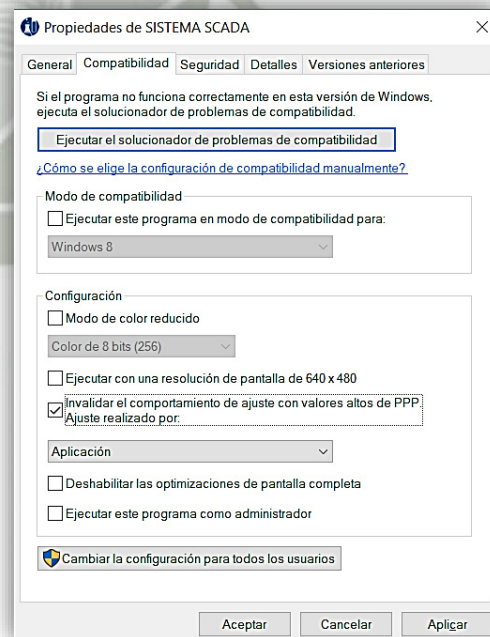 Propiedades de SISTEMA SCADA
General Compatibilidad Seguridad Detalles Versiones anteriores
Si el programa no funciona correctamente en esta versión de Windows,
ejecuta el solucionador de problemas de compatibilidad.
Ejecutar el solucionador de problemas de compatibilidad
¿Cómo se elige la configuración de compatibilidad manualmente?
Modo de compatibilidad
Ejecutar este programa en modo de compatibilidad para:
Windows 8
Configuración
Modo de color reducido
Color de 8 bits (256)
Ejecutar con una resolución de pantalla de 640 x 480
Invalidar el comportamiento de ajuste con valores altos de PPP.
Ajuste realizado por:
Aplicación
Deshabilitar las optimizaciones de pantalla completa
Ejecutar este programa como administrador
Cambiar la configuración para todos los usuarios
Aceptar Cancelar Aplicar